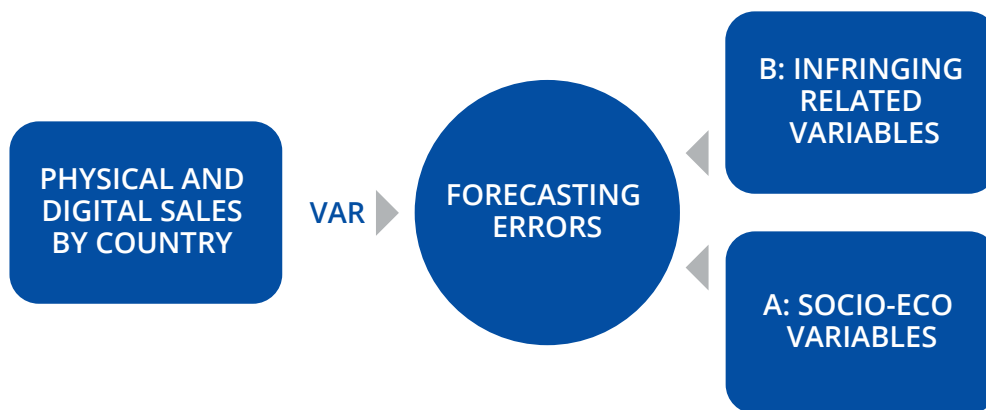 PHYSICAL AND
DIGITAL SALES
BY COUNTRY
VAR
FORECASTING
ERRORS
B: INFRINGING
RELATED
VARIABLES
A: SOCIO-ECO
VARIABLES